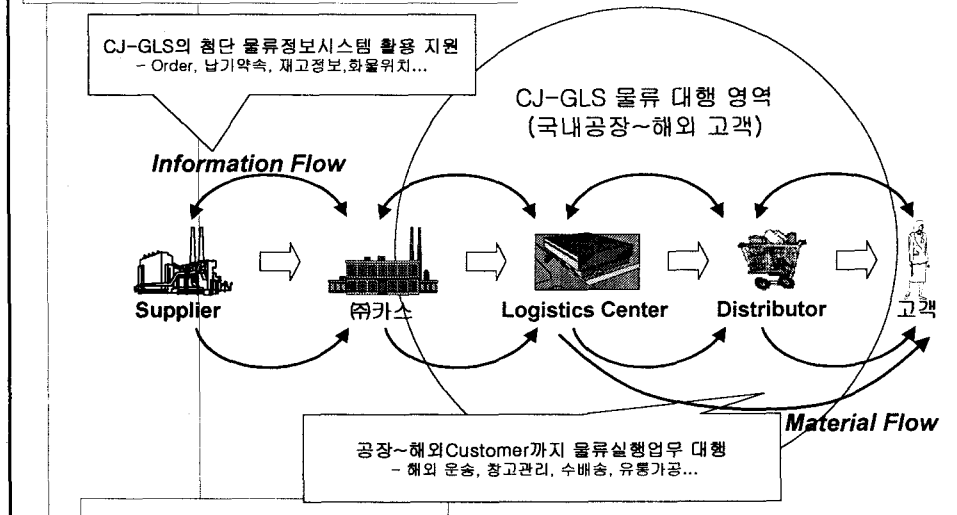 CJ-GLS의 첨단 물류정보시스템 활용 지원
- Order, 납기약속, 재고정보,화물위치...
CJ-GLS 물류 대행 영역
(국내공장~해외 고객)
Information Flow
Supplier
㈜카스
Logistics Center
Distributor
고객
Material Flow
공장~해외Customer까지 물류실행업무 대행
- 해외 운송, 창고관리, 수배송, 유통가공...